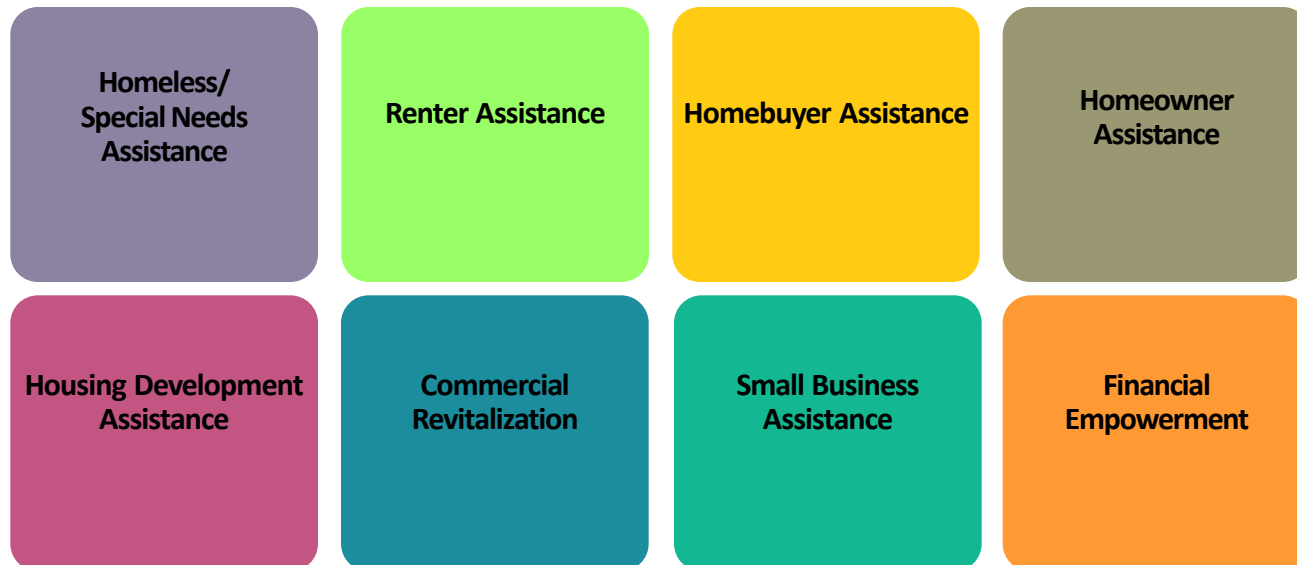 Homeless/
Special Needs
Assistance
Renter Assistance
Homebuyer Assistance
Homeowner
Assistance
Housing Development
Assistance
Commercial
Revitalization
Small Business
Assistance
Financial
Empowerment